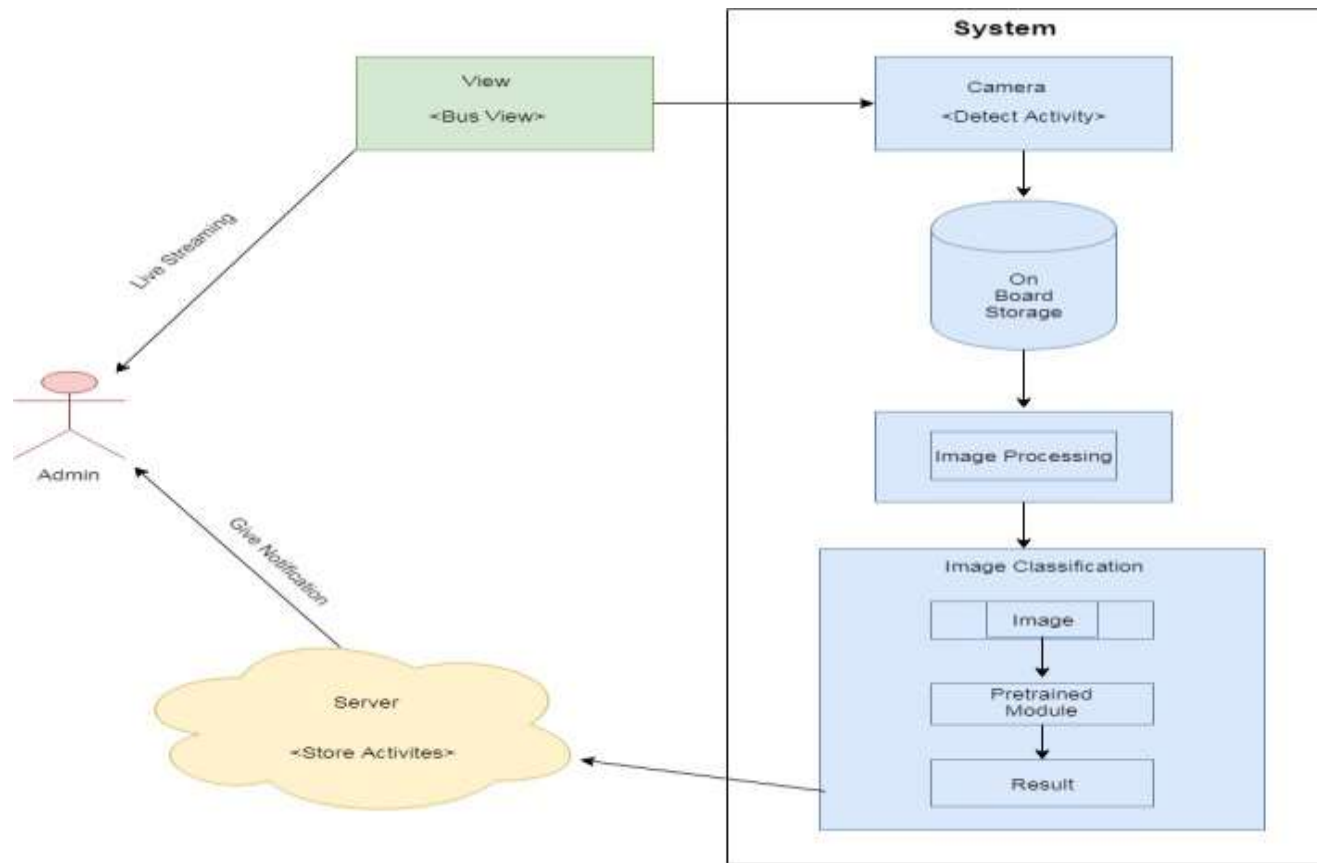 System
View
<Bus View>
Camera
<Detect Activity>
Live Streaming
On
Board
Storage
Admin
Image Processing
Give Notification
Image Classification
Image
Pretrained
Module
Server
<Store Activites>
Result